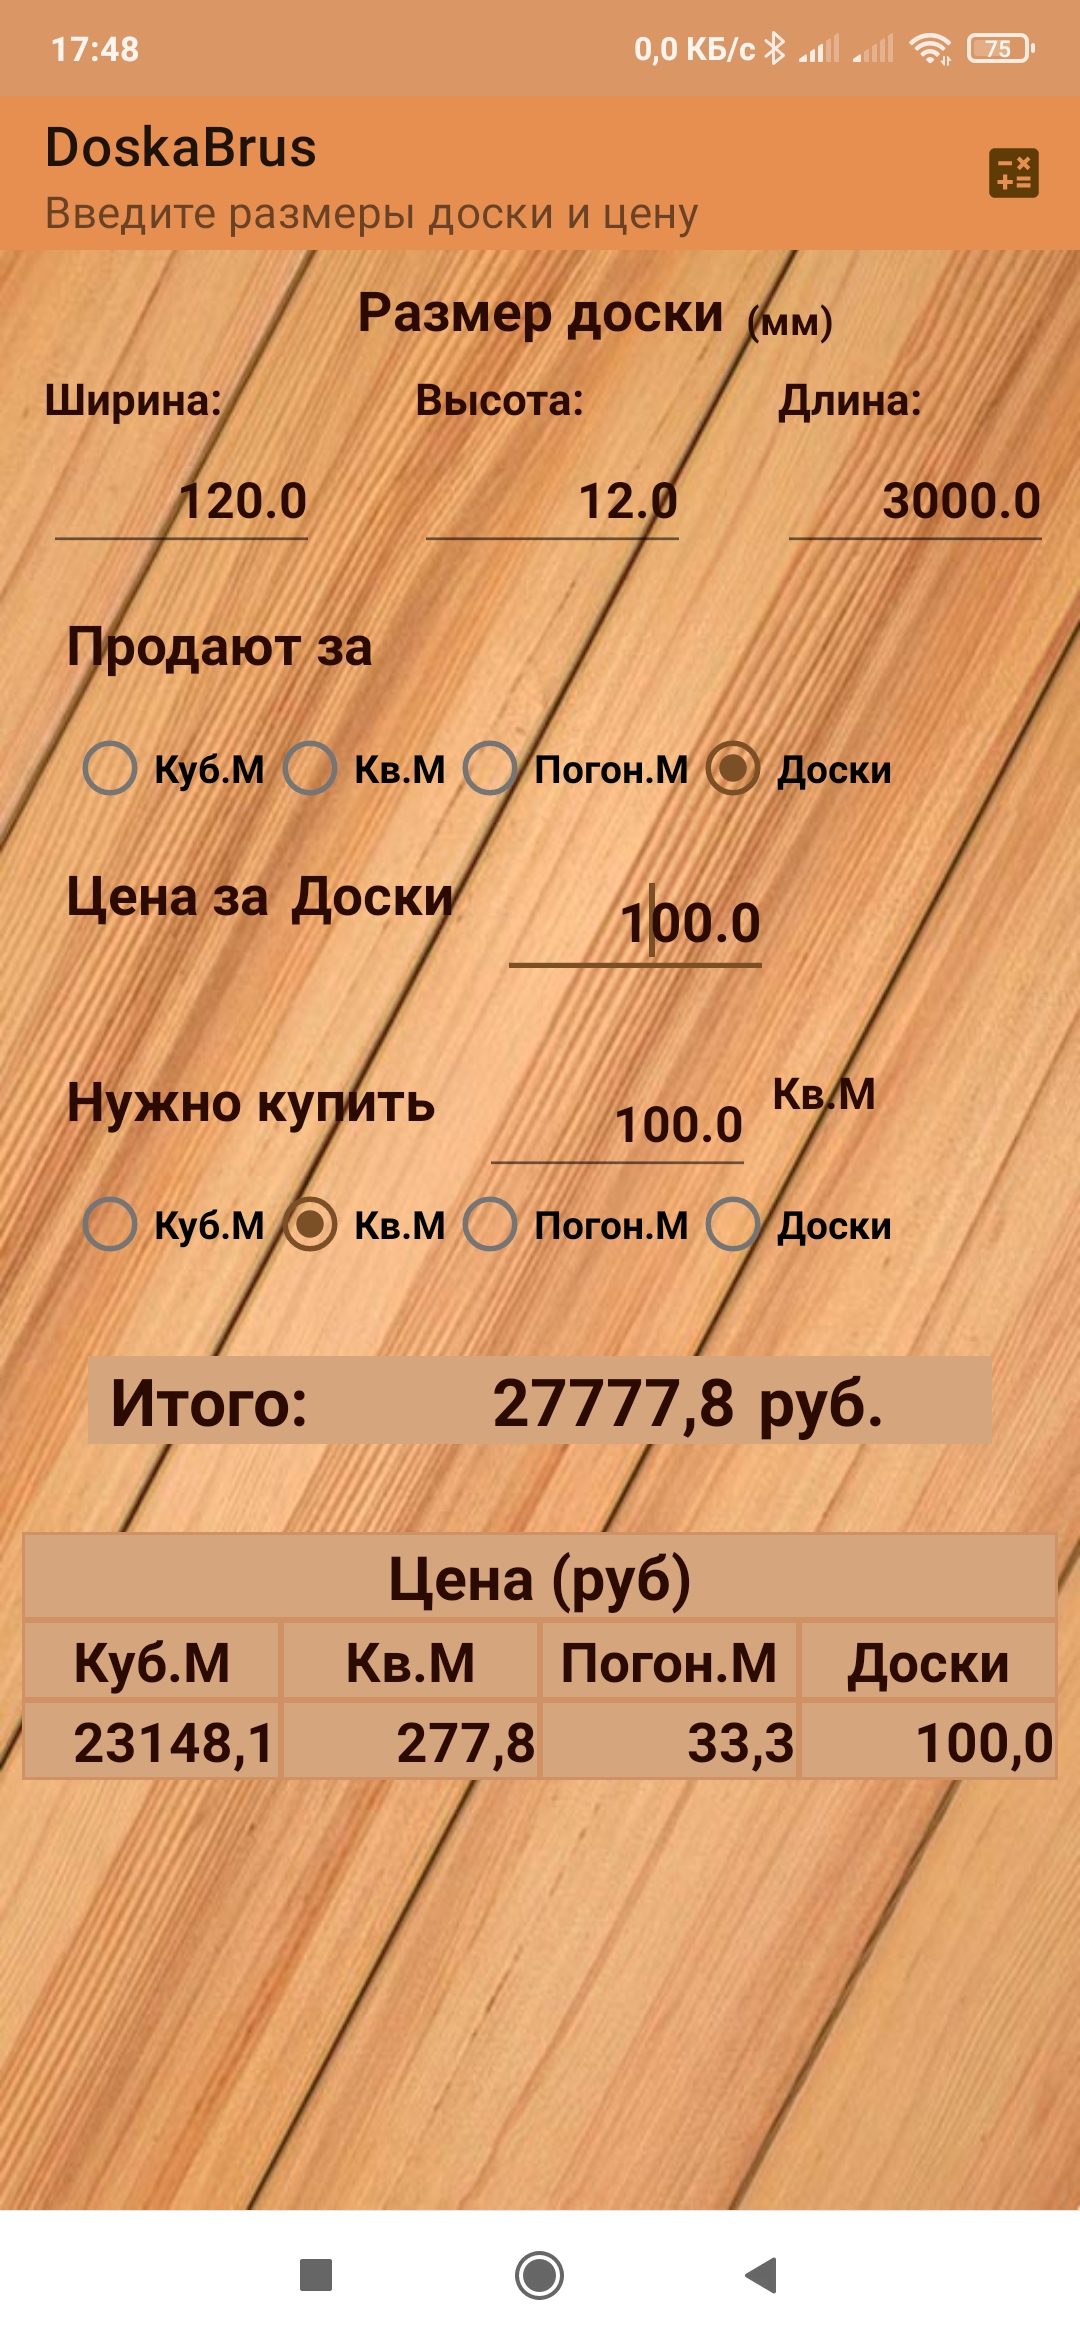 17:48 0,0 КБ/с 75
DoskaBrus
Введите размеры доски и цену
Размер доски (мм)
Ширина: Высота: Длина:
120.0 12.0 3000.0
Продают за
Куб.М Кв.М Погон.М Доски
Цена за Доски 100.0
Нужно купить 100.0 Кв.М
Куб.М Кв.М Погон.М Доски
Итого: 27777,8 руб.
Цена (руб)
Куб.М Кв.М Погон.М Доски
23148,1 277,8 33,3 100,0